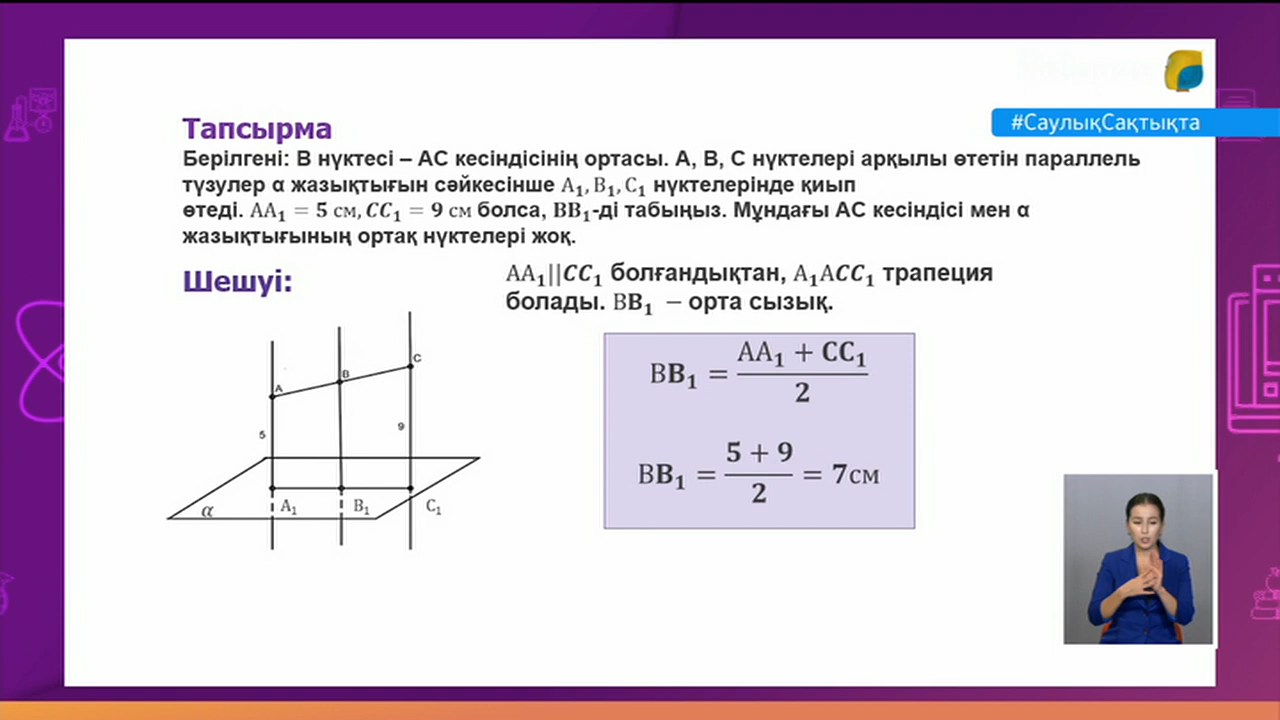 #СаулықСақтықта
Тапсырма
Берілгені: В нүктесі – АС кесіндісінің ортасы. А, В, С нүктелері арқылы өтетін параллель
түзулер α жазықтығын сәйкесінше A₁, B₁, C₁ нүктелерінде қиып
өтеді. AA₁ = 5 см, CC₁ = 9 см болса, BB₁-ді табыңыз. Мұндағы АС кесіндісі мен α
жазықтығының ортақ нүктелері жоқ.
Шешуі:
AA₁||CC₁ болғандықтан, A₁ACC₁ трапеция
болады. BB₁ – орта сызық.
C
B
A
5
9
α
A₁ B₁ C₁
BB₁ = (AA₁ + CC₁)/2
BB₁ = (5 + 9)/2 = 7см